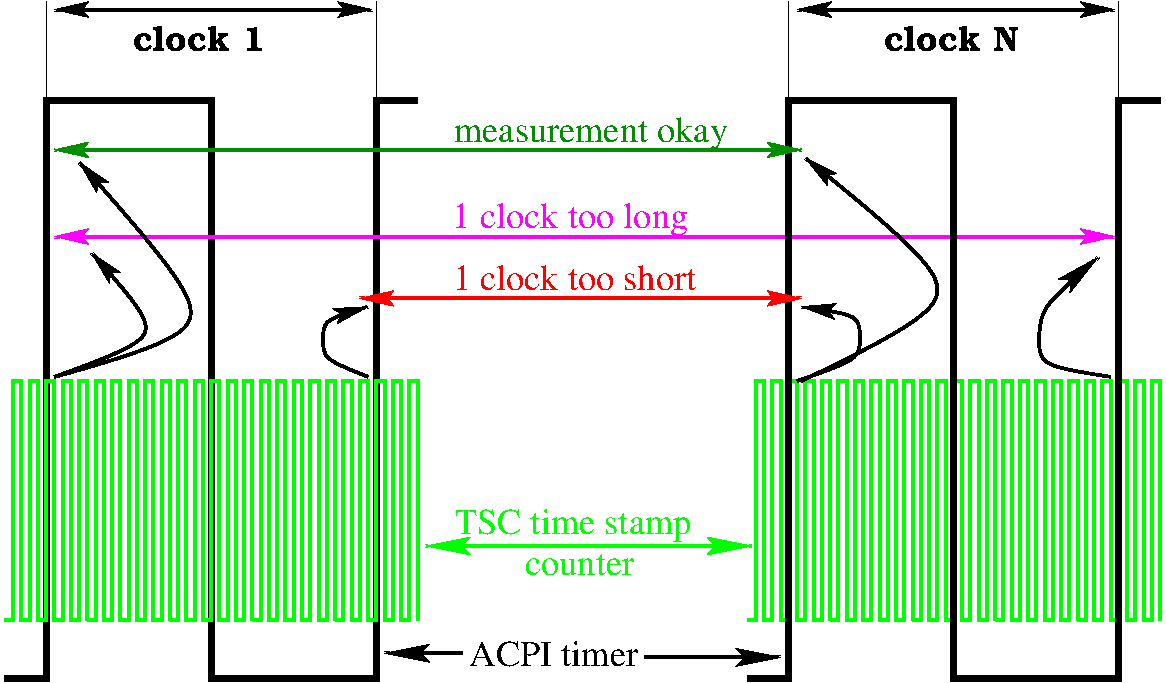 clock 1
clock N
measurement okay
1 clock too long
1 clock too short
TSC time stamp
counter
ACPI timer